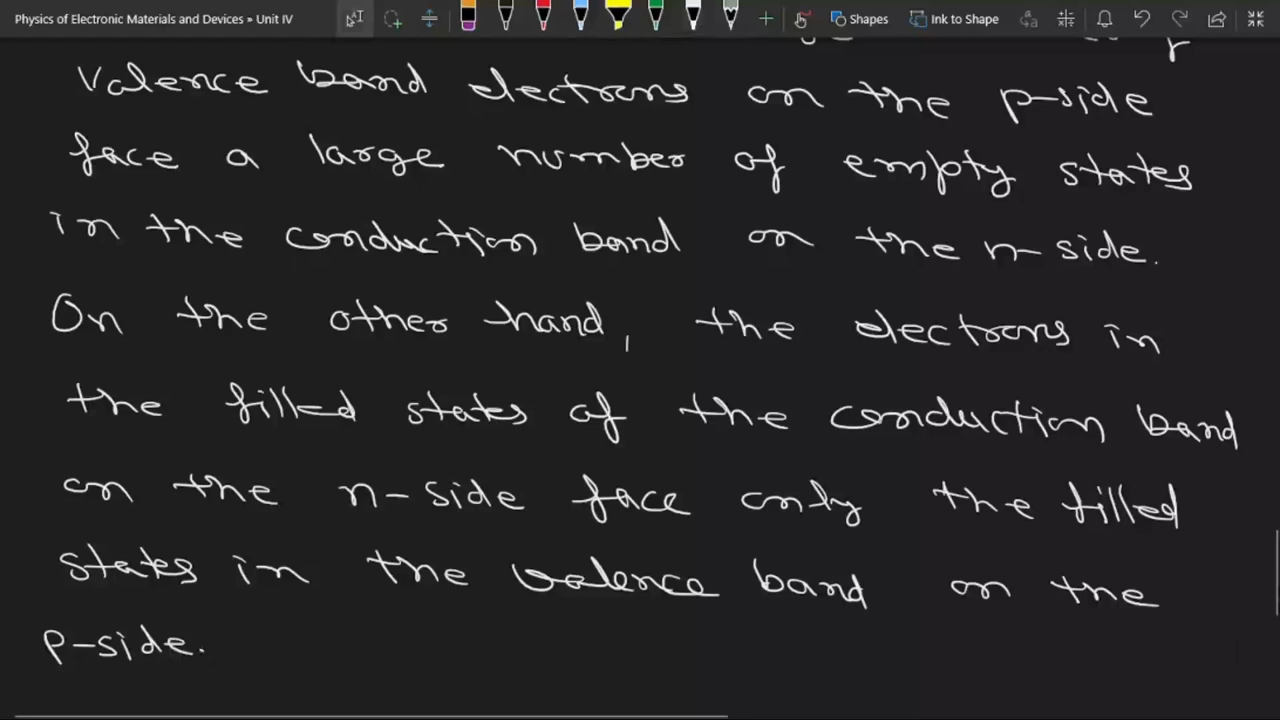 Physics of Electronic Materials and Devices » Unit IV
Shapes
Ink to Shape
valence band electrons on the p-side
face a large number of empty states
in the conduction band on the n-side.
On the other hand, the electrons in
the filled states of the conduction band
on the n-side face only the filled
states in the valence band on the
p-side.